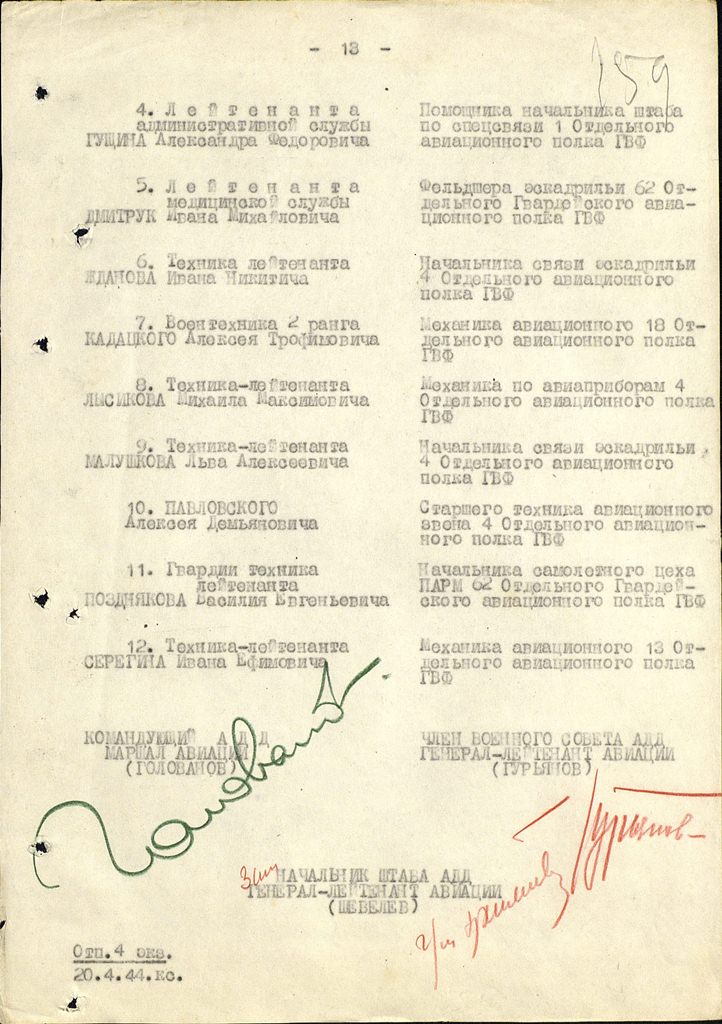 - 13 -
159
4. Лейтенанта
административной службы
ГУЩИНА Александра Федоровича
Помощника начальника штаба
по спецсвязи 1 Отдельного
авиационного полка ГВФ
5. Лейтенанта
медицинской службы
ДМИТРУК Ивана Михайловича
Фельдшера эскадрильи 62 От-
дельного Гвардейского авиа-
ционного полка ГВФ
6. Техника лейтенанта
ЖДАНОВА Ивана Никитича
Начальника связи эскадрильи
4 Отдельного авиационного
полка ГВФ
7. Воентехника 2 ранга
КАДАЦКОГО Алексея Трофимовича
Механика авиационного 18 От-
дельного авиационного полка
ГВФ
8. Техника-лейтенанта
ЛЫСИКОВА Михаила Максимовича
Механика по авиаприборам 4
Отдельного авиационного полка
ГВФ
9. Техника-лейтенанта
МАЛУШКОВА Льва Алексеевича
Начальника связи эскадрильи
4 Отдельного авиационного
полка ГВФ
10. ПАВЛОВСКОГО
Алексея Демьяновича
Старшего техника авиационного
звена 4 Отдельного авиацион-
ного полка ГВФ
11. Гвардии техника
лейтенанта
ПОЗДНЯКОВА Василия Евгеньевича
Начальника самолетного цеха
ПАРМ 62 Отдельного Гвардей-
ского авиационного полка ГВФ
12. Техника-лейтенанта
СЕРЕГИНА Ивана Ефимовича
Механика авиационного 13 От-
дельного авиационного полка
ГВФ
КОМАНДУЮЩИЙ АДД
МАРШАЛ АВИАЦИИ
(ГОЛОВАНОВ)
Голованов
ЧЛЕН ВОЕННОГО СОВЕТА АДД
ГЕНЕРАЛ-ЛЕЙТЕНАНТ АВИАЦИИ
(ГУРЬЯНОВ)
Гурьянов
Зам НАЧАЛЬНИК ШТАБА АДД
ГЕНЕРАЛ-ЛЕЙТЕНАНТ АВИАЦИИ
(ШЕВЕЛЕВ)
Отп.4 экз.
20.4.44.кс.